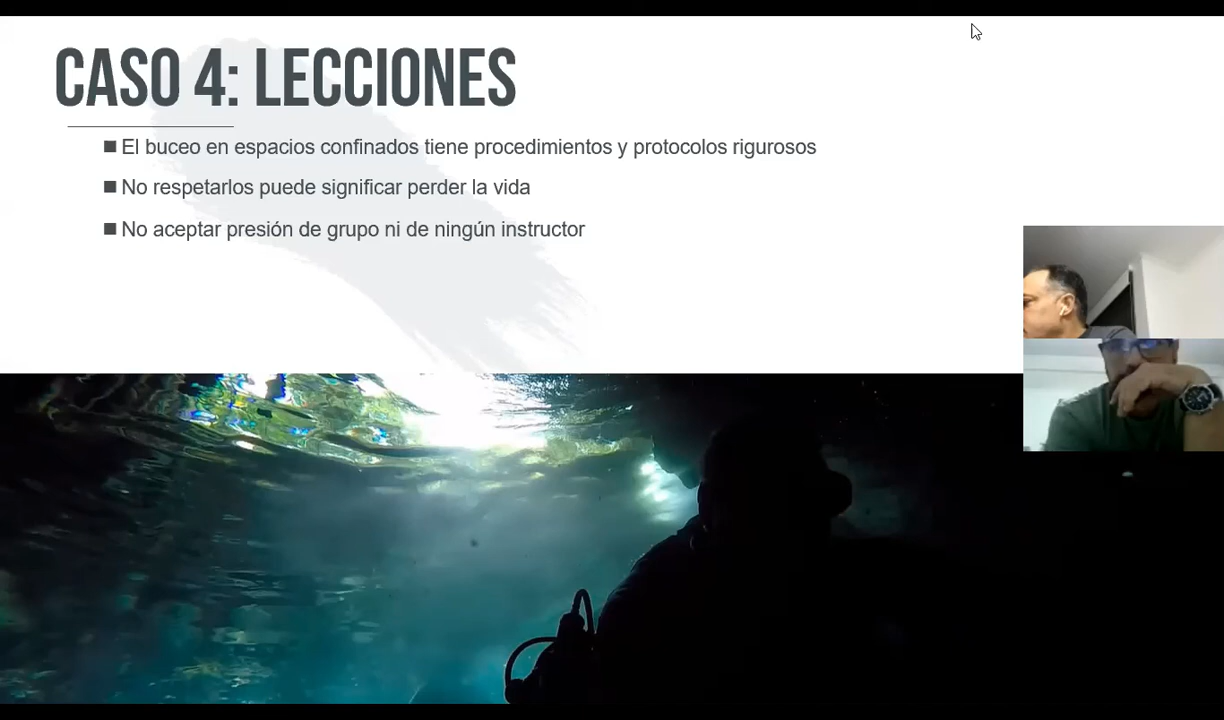 CASO 4: LECCIONES
El buceo en espacios confinados tiene procedimientos y protocolos rigurosos
No respetarlos puede significar perder la vida
No aceptar presión de grupo ni de ningún instructor